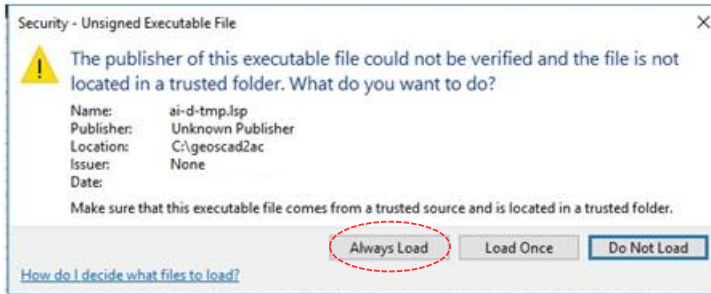 Security - Unsigned Executable File
The publisher of this executable file could not be verified and the file is not
located in a trusted folder. What do you want to do?
Name: ai-d-tmp.lsp
Publisher: Unknown Publisher
Location: C:\geoscad2ac
Issuer: None
Date:
Make sure that this executable file comes from a trusted source and is located in a trusted folder.
Always Load Load Once Do Not Load
How do I decide what files to load?